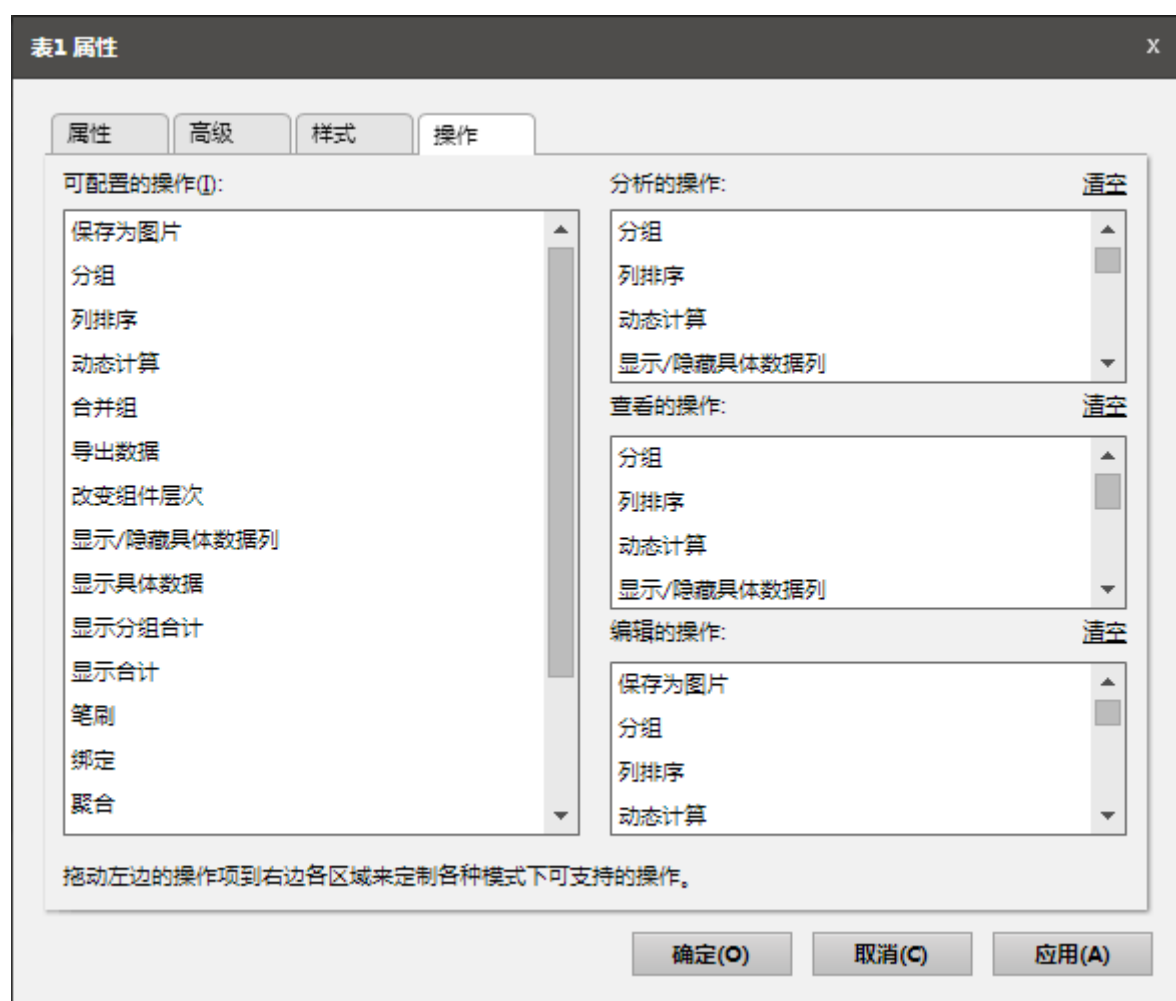 表1 属性
X
属性
高级
样式
操作
可配置的操作(I):
保存为图片
分组
列排序
动态计算
合并组
导出数据
改变组件层次
显示/隐藏具体数据列
显示具体数据
显示分组合计
显示合计
笔刷
绑定
聚合
分析的操作:
清空
分组
列排序
动态计算
显示/隐藏具体数据列
查看的操作:
清空
分组
列排序
动态计算
显示/隐藏具体数据列
编辑的操作:
清空
保存为图片
分组
列排序
动态计算
拖动左边的操作项到右边各区域来定制各种模式下可支持的操作。
确定(O)
取消(C)
应用(A)